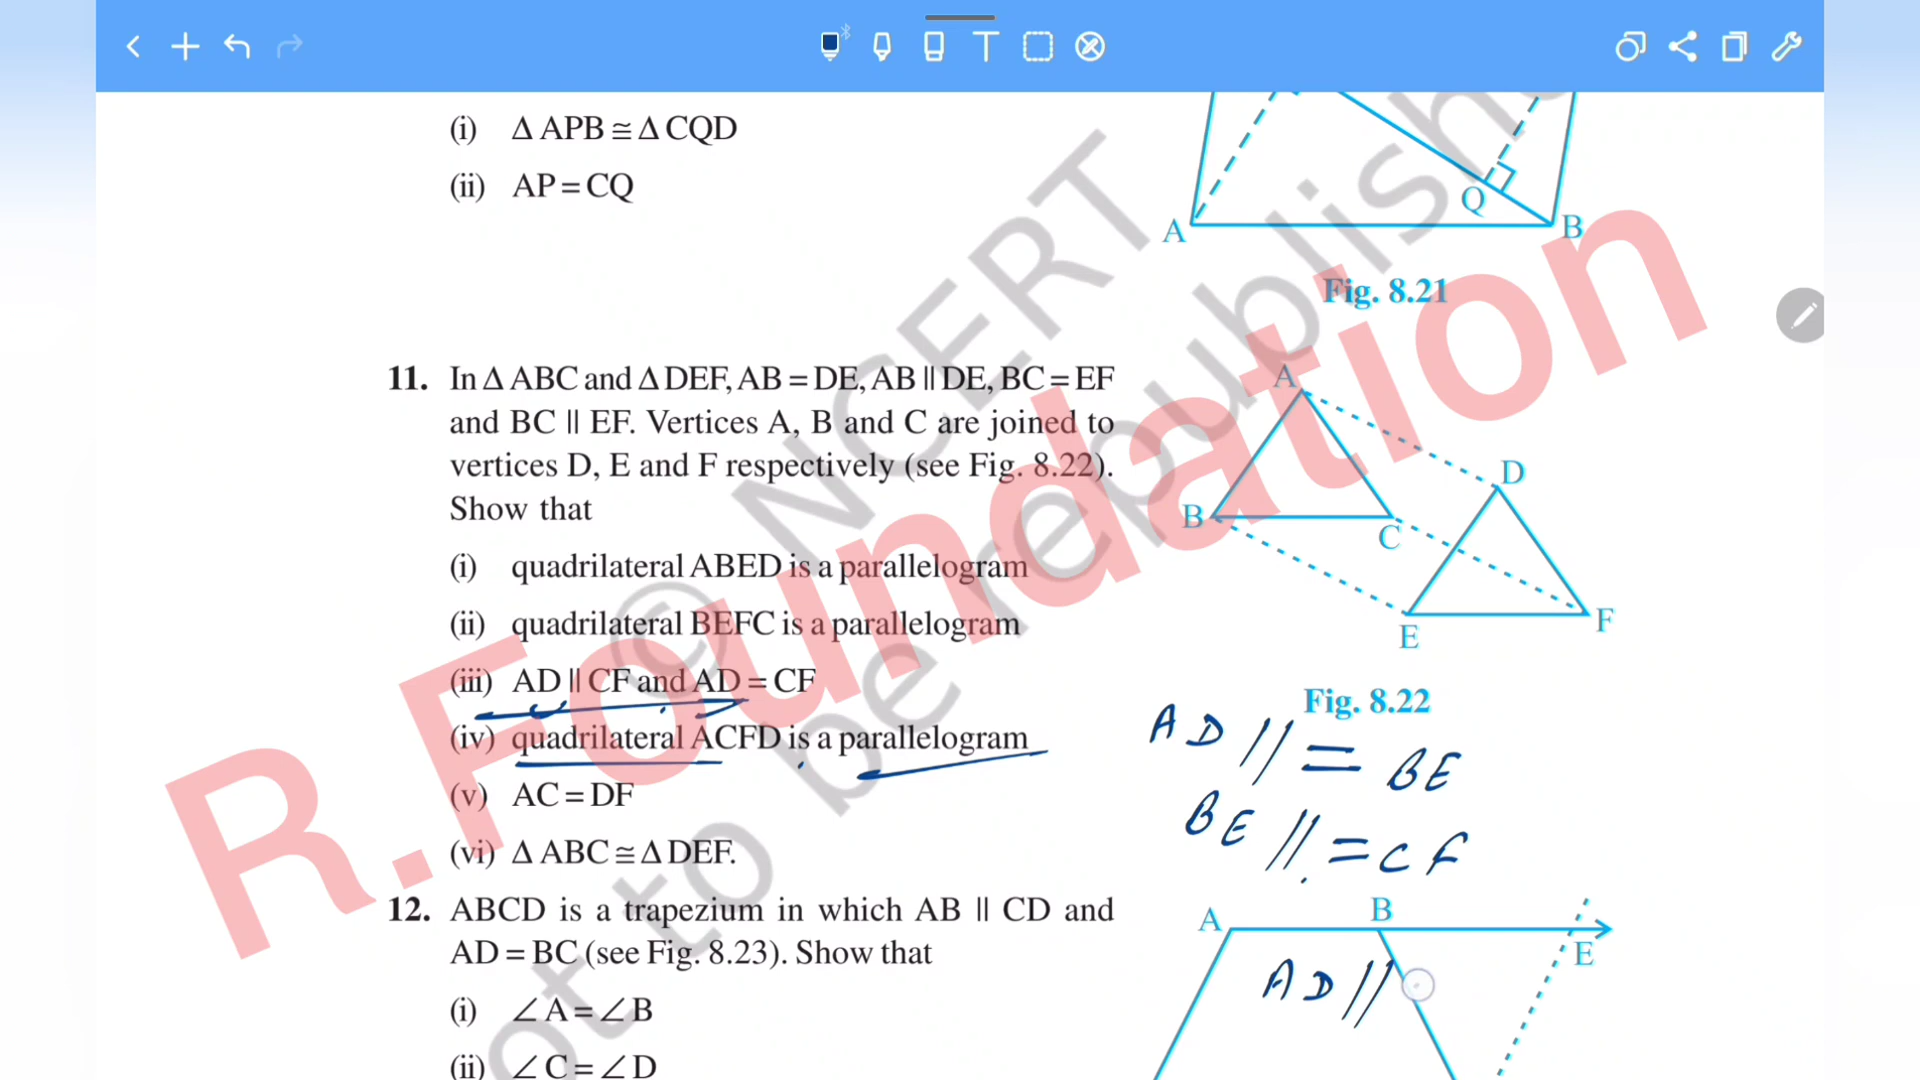 (i) Δ APB ≅ Δ CQD
(ii) AP = CQ
A
Q
B
Fig. 8.21
11. In Δ ABC and Δ DEF, AB = DE, AB || DE, BC = EF
and BC || EF. Vertices A, B and C are joined to
vertices D, E and F respectively (see Fig. 8.22).
Show that
(i) quadrilateral ABED is a parallelogram
(ii) quadrilateral BEFC is a parallelogram
(iii) AD || CF and AD = CF
(iv) quadrilateral ACFD is a parallelogram
(v) AC = DF
(vi) Δ ABC ≅ Δ DEF.
A
D
B
C
E
F
Fig. 8.22
AD || = BE
BE || = CF
12. ABCD is a trapezium in which AB || CD and
AD = BC (see Fig. 8.23). Show that
(i) ∠ A = ∠ B
(ii) ∠ C = ∠ D
A
B
E
AD ||
© NCERT
not to be republish
R.Foundation
T